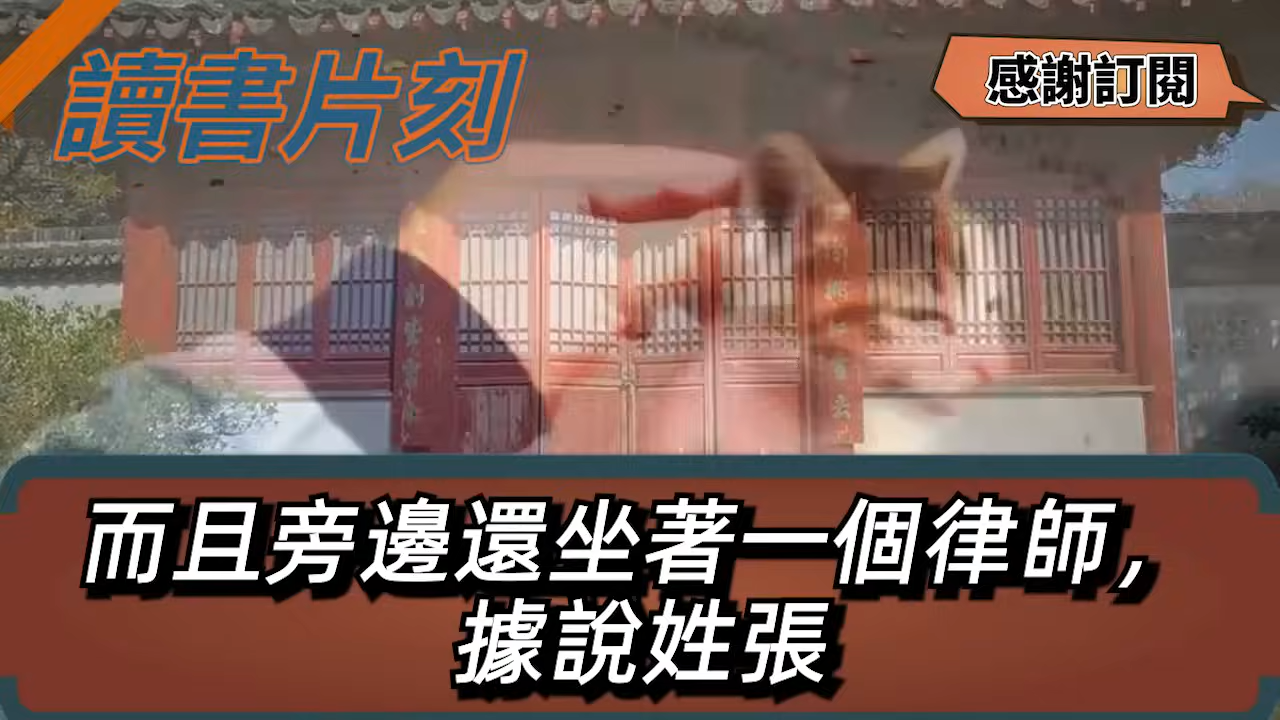 讀書片刻
感謝訂閱
而且旁邊還坐著一個律師,
據說姓張